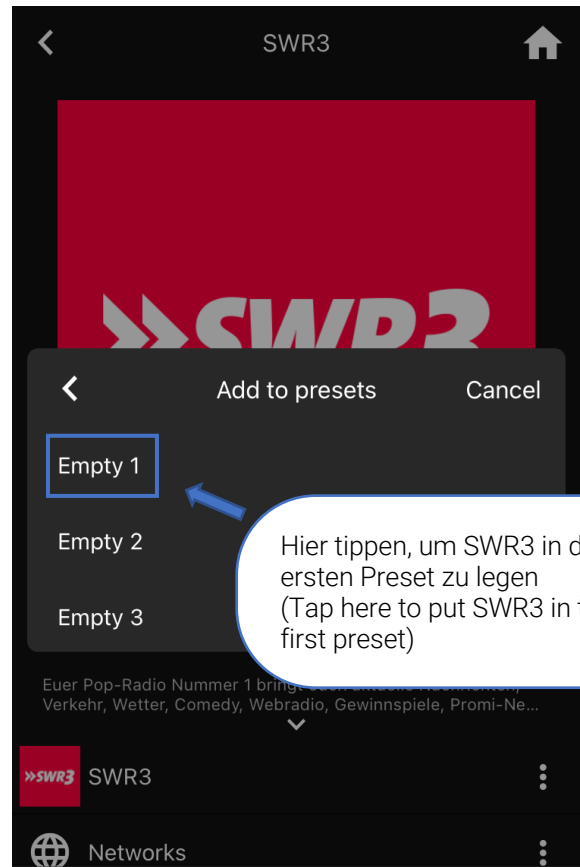 SWR3
SWR3
Add to presets
Cancel
Empty 1
Empty 2
Hier tippen, um SWR3 in
ersten Preset zu legen
(Tap here to put SWR3 in
first preset)
Empty 3
Euer Pop-Radio Nummer 1 bringt
Verkehr, Wetter, Comedy, Webradio, Gewinnspiele, Promi-Ne...
»SWR3
SWR3
Networks